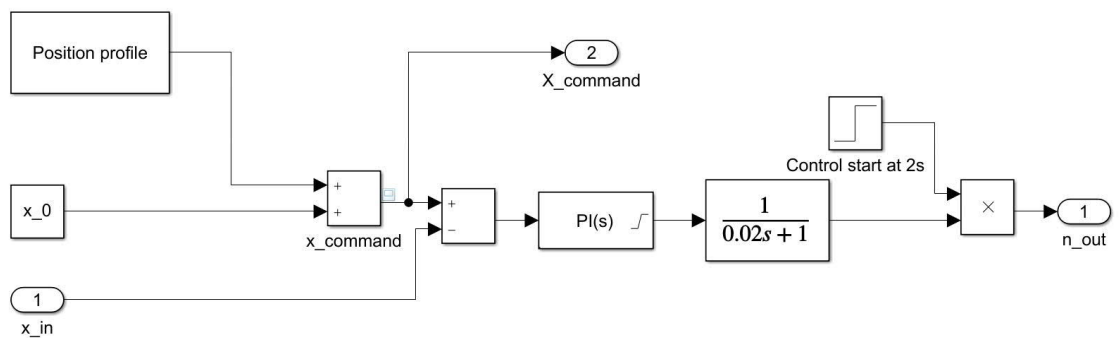 Position profile
2
X_command
Control start at 2s
x_0
+
+
x_command
+
−
PI(s)
1
0.02s + 1
×
1
n_out
1
x_in